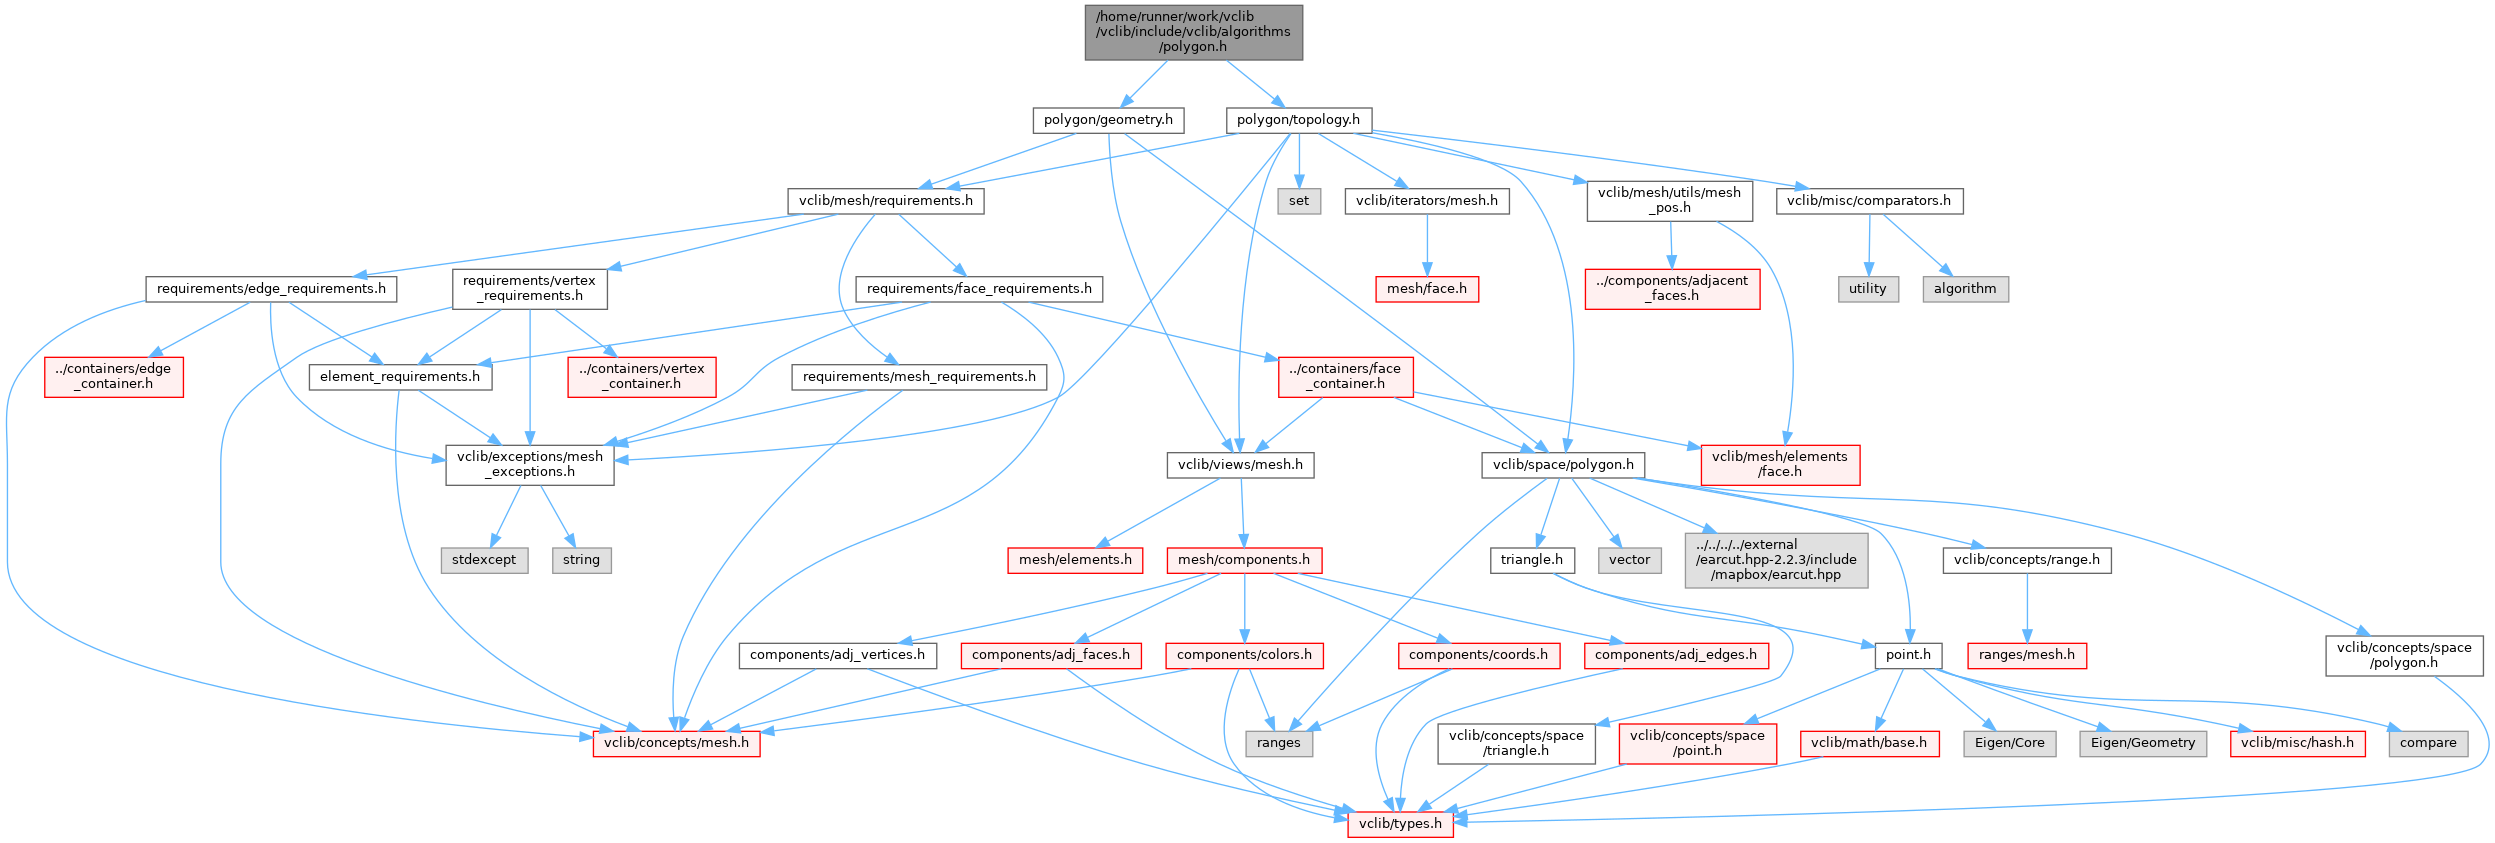 /home/runner/work/vclib
/vclib/include/vclib/algorithms
/polygon.h
polygon/geometry.h
polygon/topology.h
vclib/mesh/requirements.h
set
vclib/iterators/mesh.h
vclib/mesh/utils/mesh
_pos.h
vclib/misc/comparators.h
requirements/edge_requirements.h
requirements/vertex
_requirements.h
requirements/face_requirements.h
mesh/face.h
../components/adjacent
_faces.h
utility
algorithm
../containers/edge
_container.h
element_requirements.h
../containers/vertex
_container.h
requirements/mesh_requirements.h
../containers/face
_container.h
vclib/exceptions/mesh
_exceptions.h
vclib/views/mesh.h
vclib/space/polygon.h
vclib/mesh/elements
/face.h
stdexcept
string
mesh/elements.h
mesh/components.h
triangle.h
vector
../../../../external
/earcut.hpp-2.2.3/include
/mapbox/earcut.hpp
vclib/concepts/range.h
components/adj_vertices.h
components/adj_faces.h
components/colors.h
components/coords.h
components/adj_edges.h
point.h
ranges/mesh.h
vclib/concepts/space
/polygon.h
vclib/concepts/mesh.h
ranges
vclib/concepts/space
/triangle.h
vclib/concepts/space
/point.h
vclib/math/base.h
Eigen/Core
Eigen/Geometry
vclib/misc/hash.h
compare
vclib/types.h